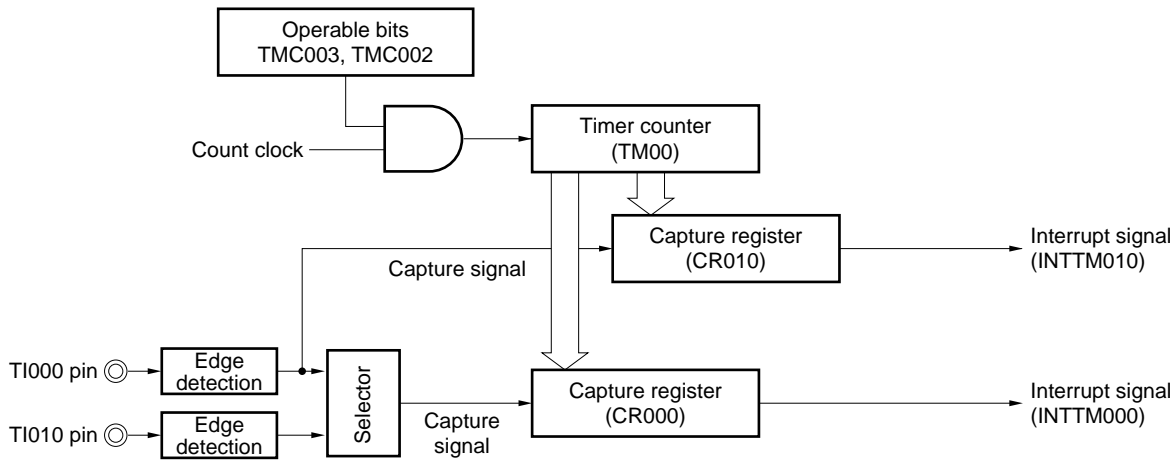 Operable bits
TMC003, TMC002
Count clock
Timer counter
(TM00)
Capture register
(CR010)
Interrupt signal
(INTTM010)
Capture signal
TI000 pin
Edge
detection
Selector
Capture register
(CR000)
Interrupt signal
(INTTM000)
TI010 pin
Edge
detection
Capture
signal